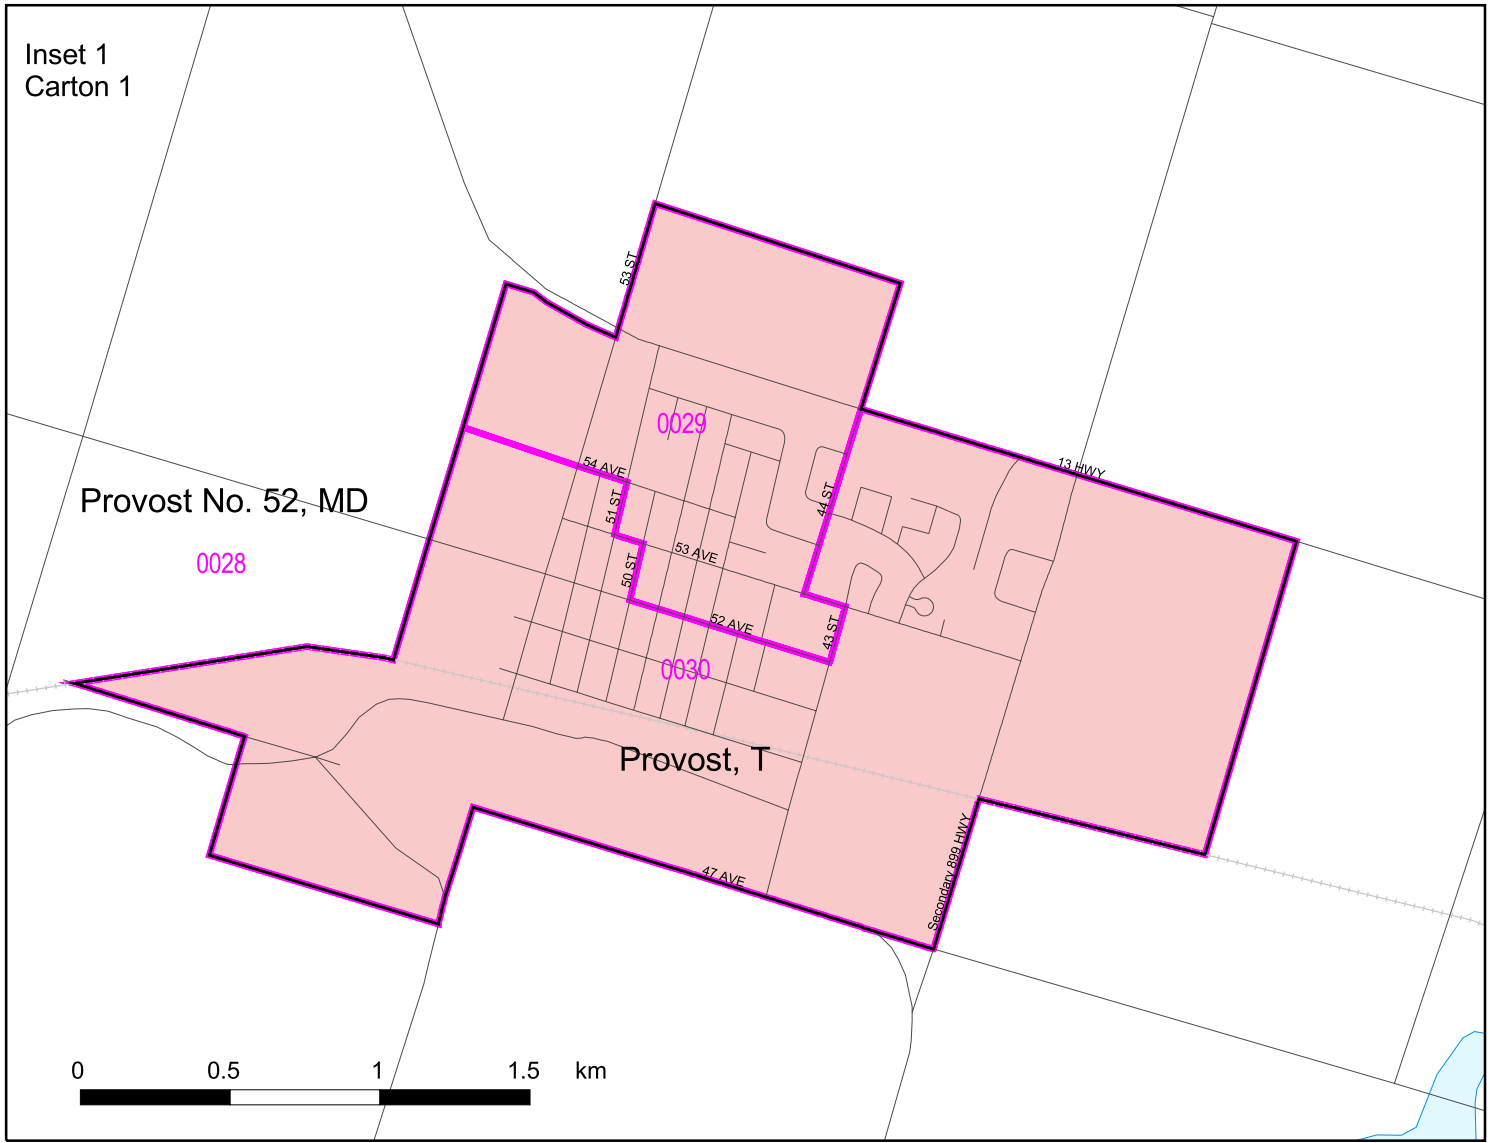 Inset 1
Carton 1
53 ST
0029
13 HWY
54 AVE
44 ST
51 ST
Provost No. 52, MD
53 AVE
0028
50 ST
52 AVE
43 ST
0030
Provost, T
Secondary 899 HWY
47 AVE
0 0.5 1 1.5 km